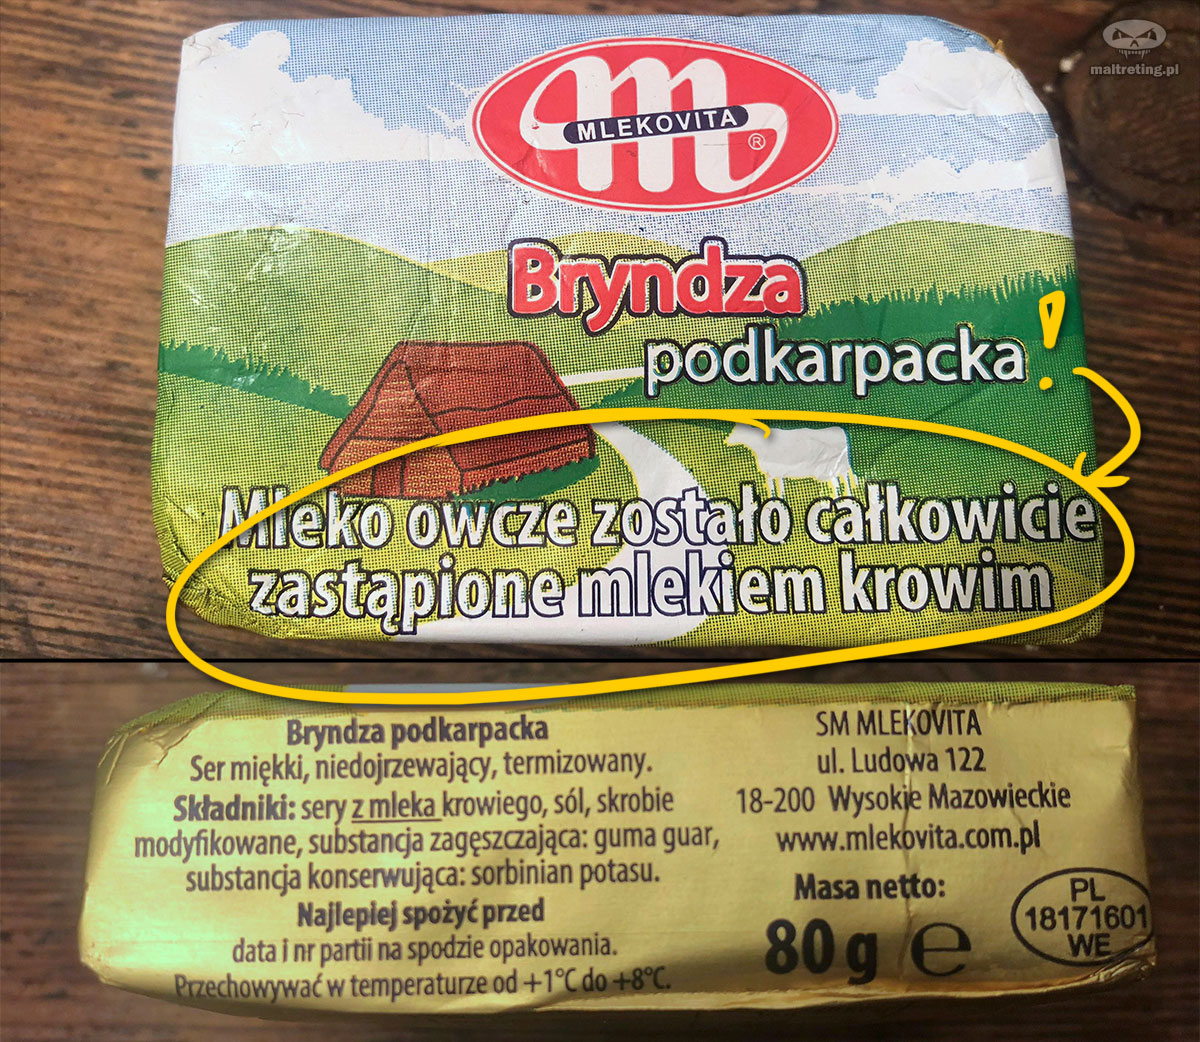 maltreting.pl
MLEKOVITA
®
Bryndza
podkarpacka
!
Mleko owcze zostało całkowicie
zastąpione mlekiem krowim
Bryndza podkarpacka
Ser miękki, niedojrzewający, termizowany.
Składniki: sery z mleka krowiego, sól, skrobie
modyfikowane, substancja zagęszczająca: guma guar,
substancja konserwująca: sorbinian potasu.
Najlepiej spożyć przed
data i nr partii na spodzie opakowania.
Przechowywać w temperaturze od +1°C do +8°C.
SM MLEKOVITA
ul. Ludowa 122
18-200 Wysokie Mazowieckie
www.mlekovita.com.pl
Masa netto:
80 g e
PL
18171601
WE